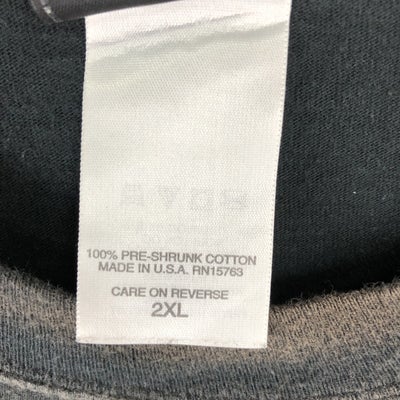 100% PRE-SHRUNK COTTON
MADE IN U.S.A. RN15763
CARE ON REVERSE
2XL